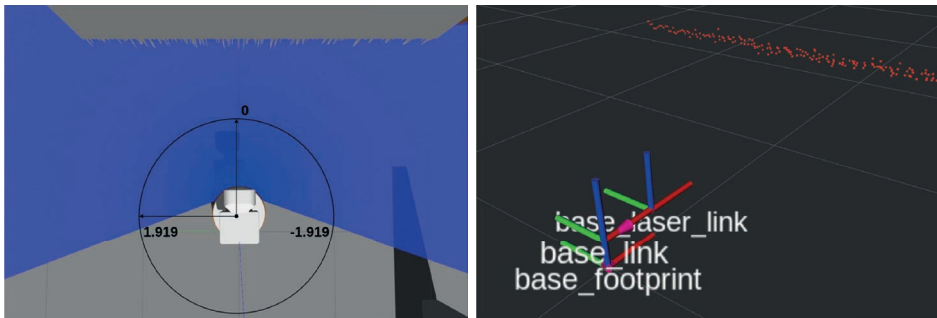 0
1.919
-1.919
base_laser_link
base_link
base_footprint